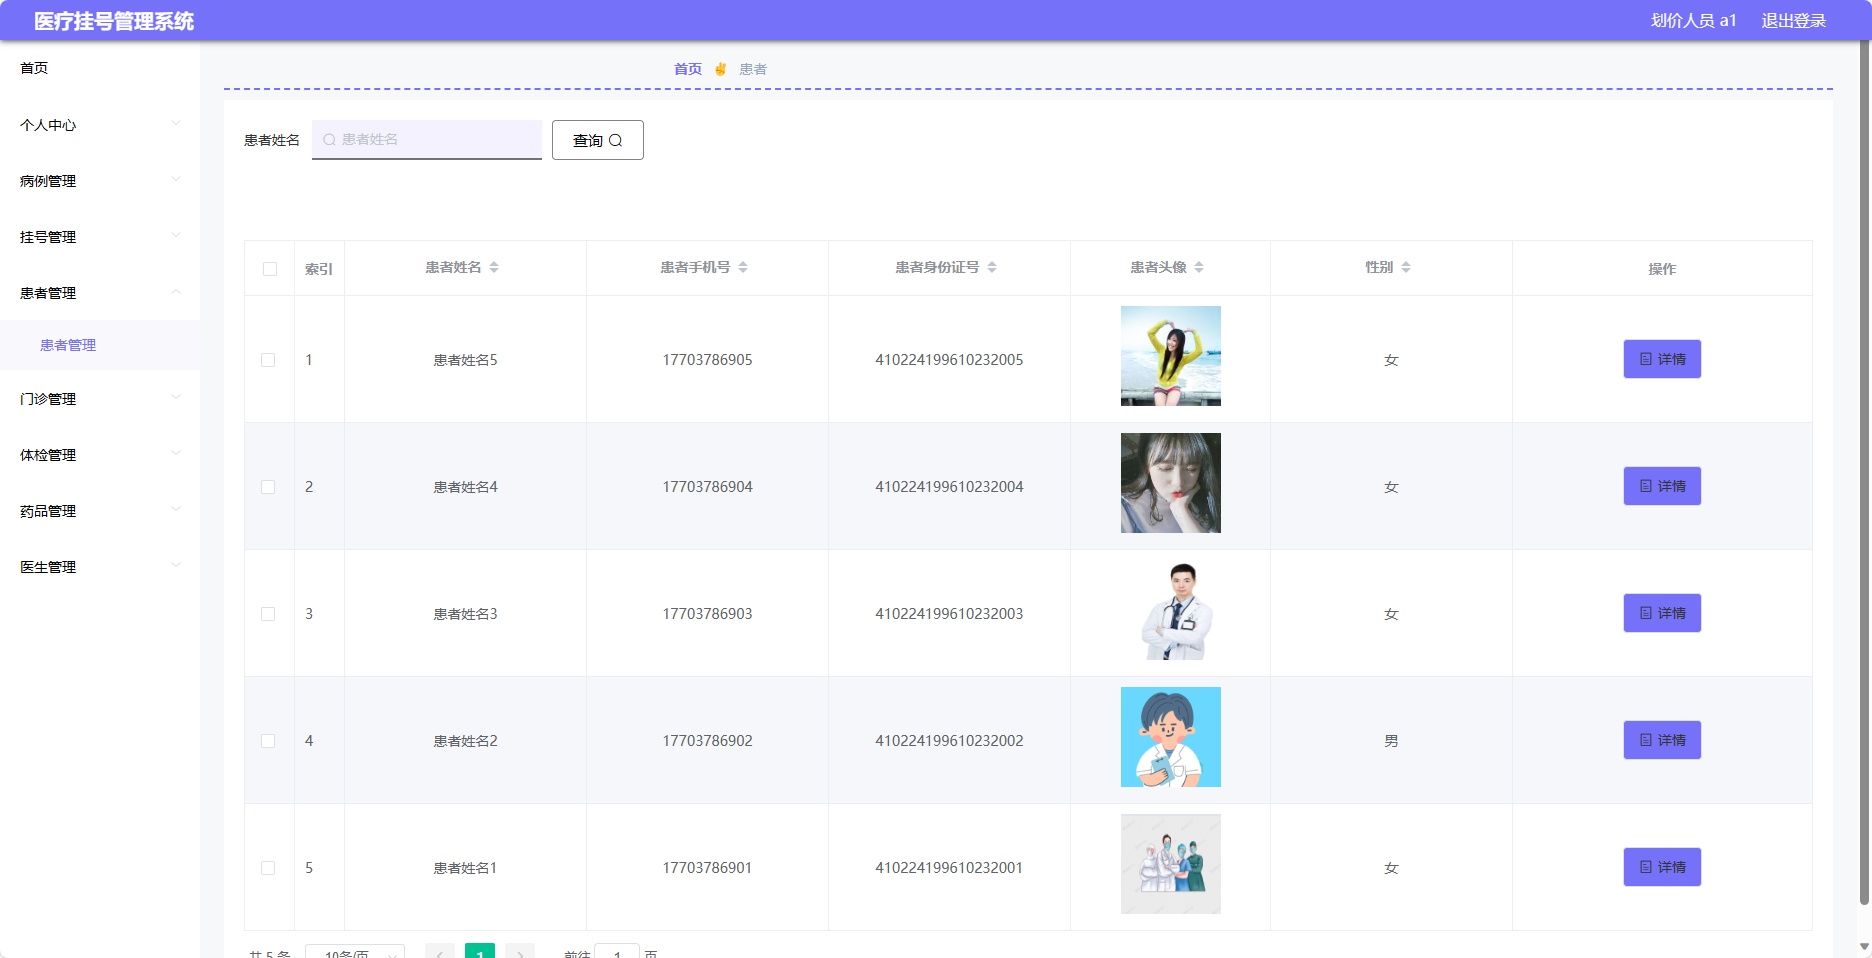 医疗挂号管理系统
划价人员 a1 退出登录
首页
个人中心
病例管理
挂号管理
患者管理
患者管理
门诊管理
体检管理
药品管理
医生管理
首页 ✌ 患者
患者姓名 患者姓名 查询
索引 患者姓名 患者手机号 患者身份证号 患者头像 性别 操作
1 患者姓名5 17703786905 410224199610232005 女 详情
2 患者姓名4 17703786904 410224199610232004 女 详情
3 患者姓名3 17703786903 410224199610232003 女 详情
4 患者姓名2 17703786902 410224199610232002 男 详情
5 患者姓名1 17703786901 410224199610232001 女 详情
共 5 条 10条/页 1 前往 1 页